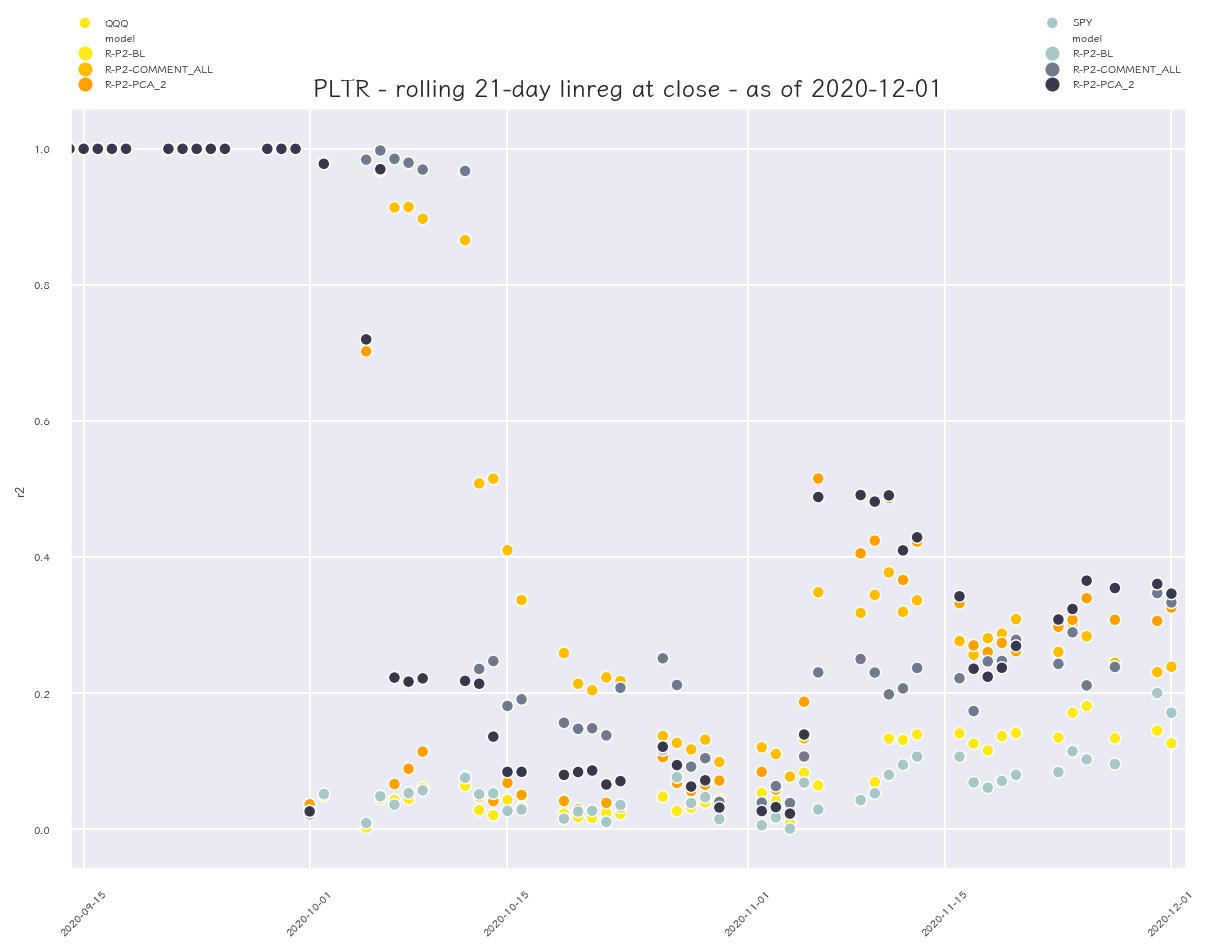 QQQ
model
R-P2-BL
R-P2-COMMENT_ALL
R-P2-PCA_2
SPY
model
R-P2-BL
R-P2-COMMENT_ALL
R-P2-PCA_2
PLTR - rolling 21-day linreg at close - as of 2020-12-01
r2
1.0
0.8
0.6
0.4
0.2
0.0
2020-09-15
2020-10-01
2020-10-15
2020-11-01
2020-11-15
2020-12-01